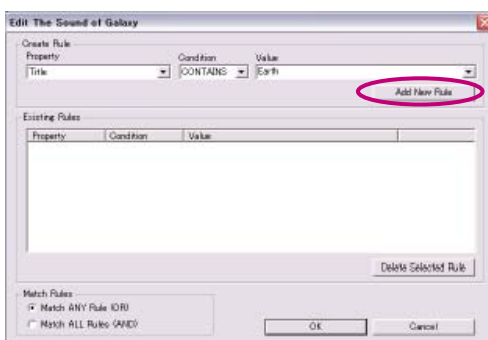 Edit The Sound of Galaxy
Create Rule
Property Condition Value
Title CONTAINS Earth
Add New Rule
Existing Rules
Property Condition Value
Delete Selected Rule
Match Rules
Match ANY Rule (OR)
Match ALL Rules (AND)
OK Cancel